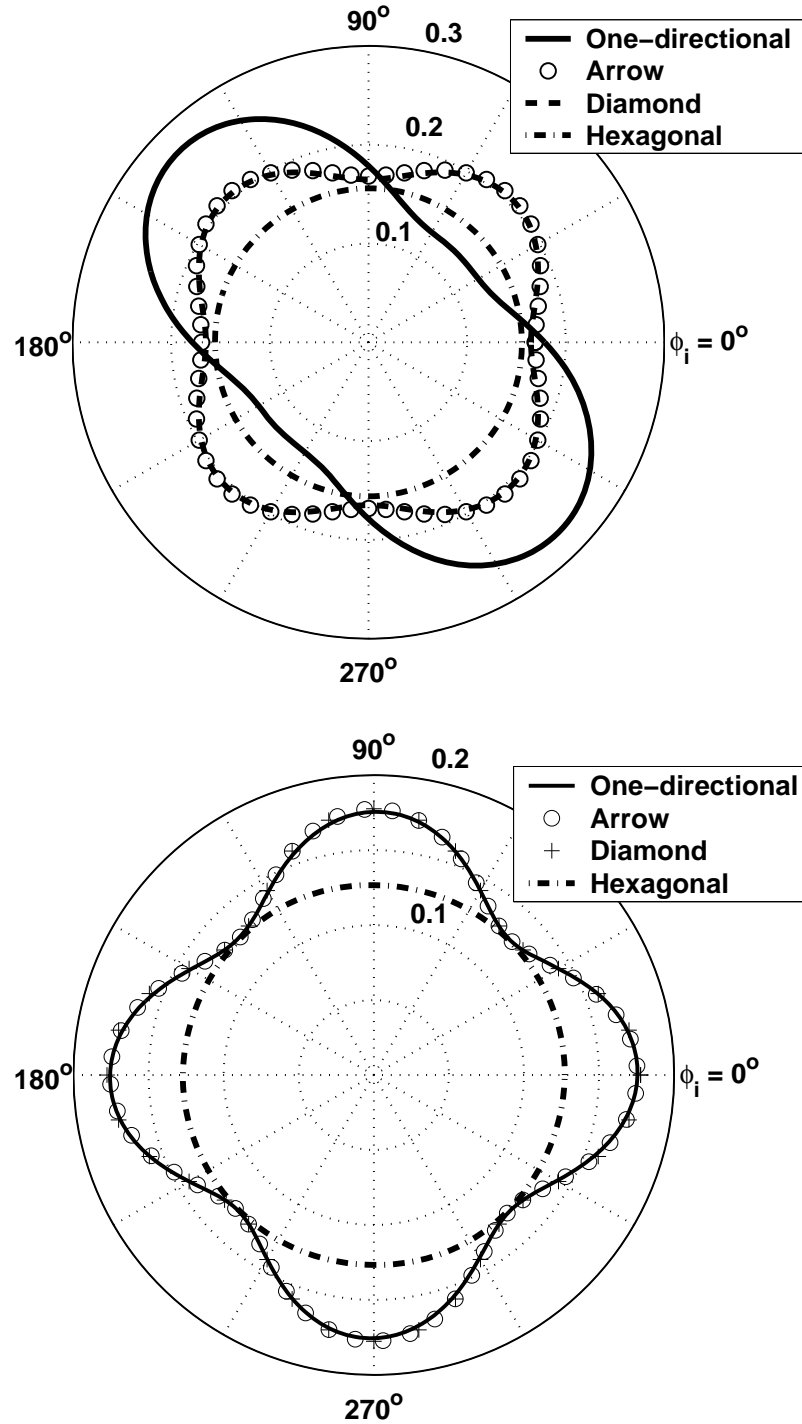 90°
0.3
One-directional
Arrow
Diamond
Hexagonal
0.2
0.1
180°
ϕi = 0°
270°
90°
0.2
One-directional
Arrow
Diamond
Hexagonal
0.1
180°
ϕi = 0°
270°